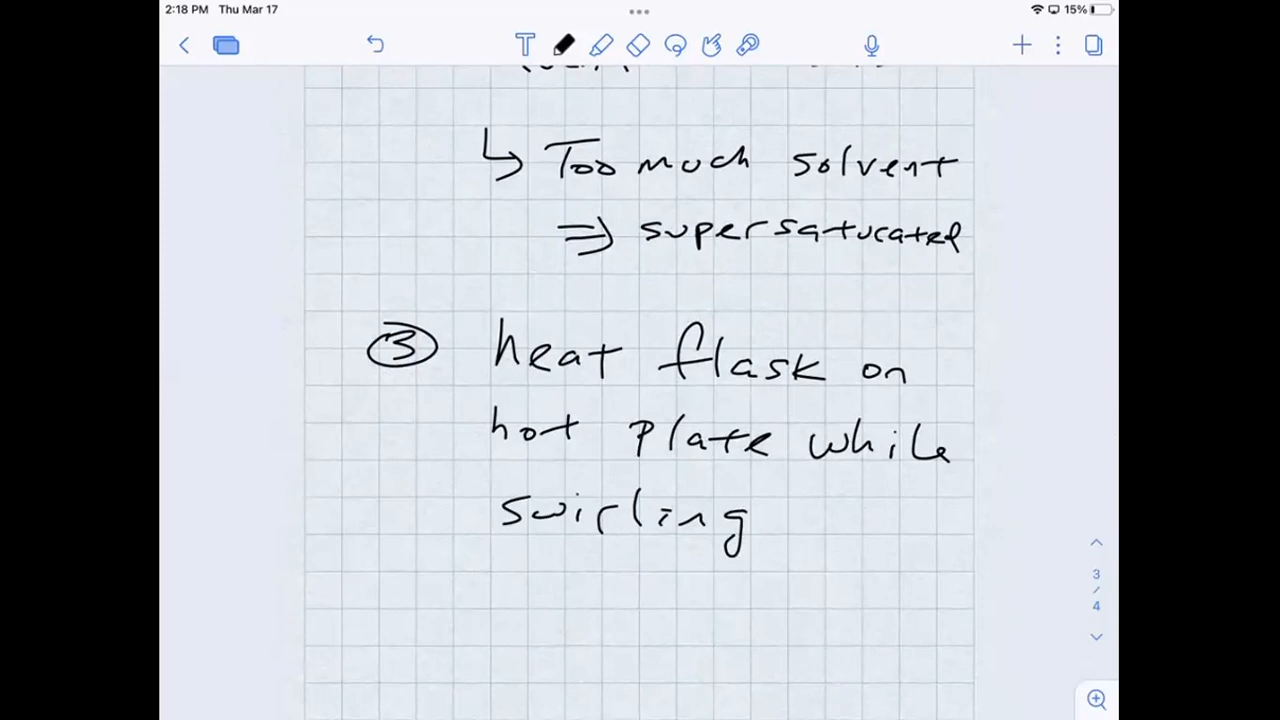 2:18 PM Thu Mar 17
15%
↳ Too much solvent
⇒ supersaturated
③ heat flask on
hot plate while
swirling
3
/
4